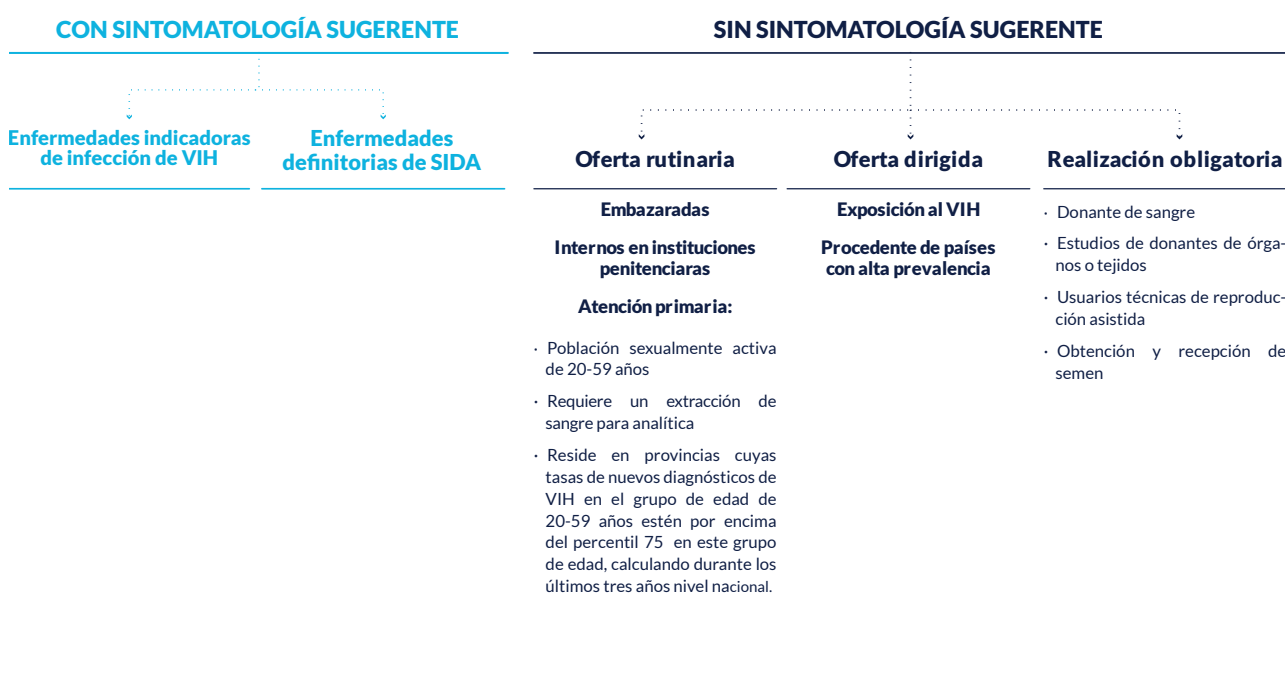 CON SINTOMATOLOGÍA SUGERENTE
Enfermedades indicadoras
de infección de VIH
Enfermedades
definitorias de SIDA
SIN SINTOMATOLOGÍA SUGERENTE
Oferta rutinaria
Embazaradas
Internos en instituciones
penitenciaras
Atención primaria:
· Población sexualmente activa
de 20-59 años
· Requiere un extracción de
sangre para analítica
· Reside en provincias cuyas
tasas de nuevos diagnósticos de
VIH en el grupo de edad de
20-59 años estén por encima
del percentil 75 en este grupo
de edad, calculando durante los
últimos tres años nivel nacional.
Oferta dirigida
Exposición al VIH
Procedente de países
con alta prevalencia
Realización obligatoria
· Donante de sangre
· Estudios de donantes de órga-
nos o tejidos
· Usuarios técnicas de reproduc-
ción asistida
· Obtención y recepción de
semen